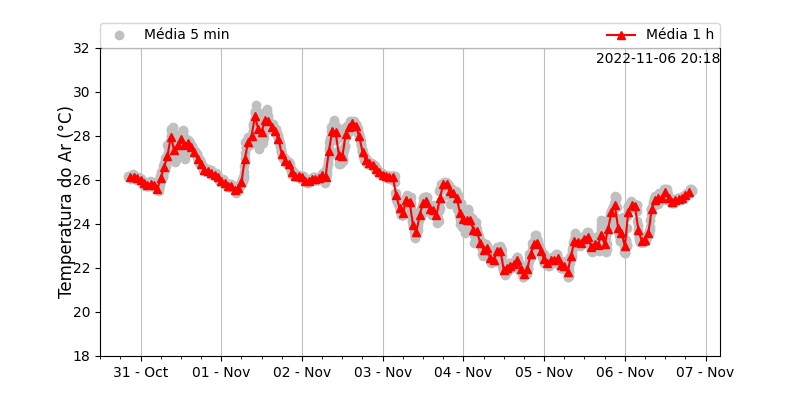 Média 5 min
Média 1 h
2022-11-06 20:18
Temperatura do Ar (°C)
32
30
28
26
24
22
20
18
31 - Oct
01 - Nov
02 - Nov
03 - Nov
04 - Nov
05 - Nov
06 - Nov
07 - Nov